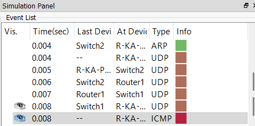 Simulation Panel
Event List
Vis. Time(sec) Last Devi At Devic Type Info
0.004 Switch2 R-KA-... ARP
0.004 -- R-KA-... UDP
0.005 R-KA-P... Switch2 UDP
0.006 Switch2 Router1 UDP
0.007 Router1 Switch1 UDP
0.008 Switch1 R-KA-... UDP
0.008 -- R-KA-... ICMP